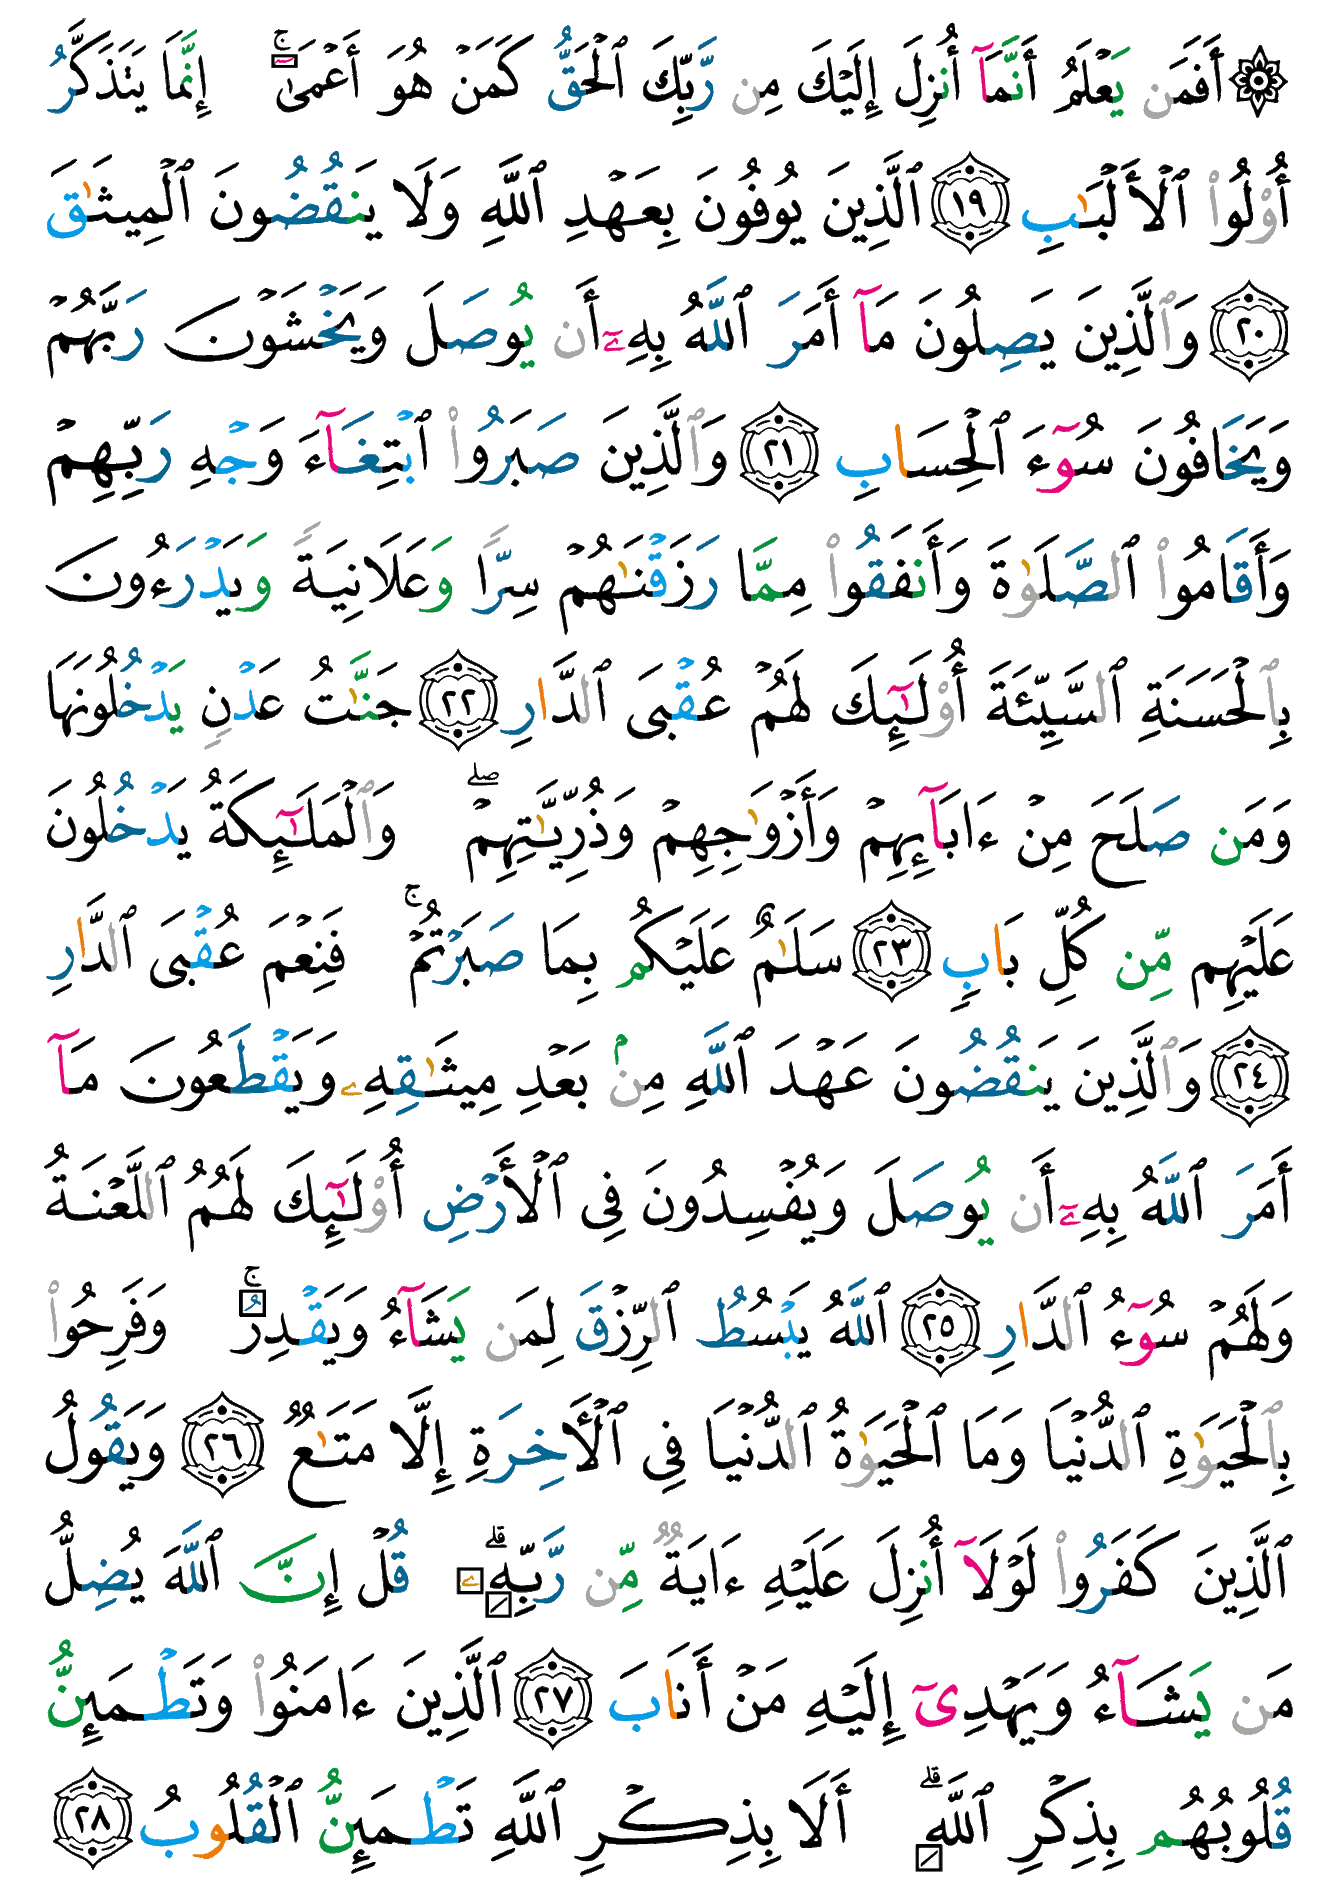 ۞ أَفَمَن يَعۡلَمُ أَنَّمَآ أُنزِلَ إِلَيۡكَ مِن رَّبِّكَ ٱلۡحَقُّ كَمَنۡ هُوَ أَعۡمَىٰٓۚ إِنَّمَا يَتَذَكَّرُ
أُوْلُواْ ٱلۡأَلۡبَٰبِ ١٩ ٱلَّذِينَ يُوفُونَ بِعَهۡدِ ٱللَّهِ وَلَا يَنقُضُونَ ٱلۡمِيثَٰقَ
٢٠ وَٱلَّذِينَ يَصِلُونَ مَآ أَمَرَ ٱللَّهُ بِهِۦٓ أَن يُوصَلَ وَيَخۡشَوۡنَ رَبَّهُمۡ
وَيَخَافُونَ سُوٓءَ ٱلۡحِسَابِ ٢١ وَٱلَّذِينَ صَبَرُواْ ٱبۡتِغَآءَ وَجۡهِ رَبِّهِمۡ
وَأَقَامُواْ ٱلصَّلَوٰةَ وَأَنفَقُواْ مِمَّا رَزَقۡنَٰهُمۡ سِرّٗا وَعَلَانِيَةٗ وَيَدۡرَءُونَ
بِٱلۡحَسَنَةِ ٱلسَّيِّئَةَ أُوْلَٰٓئِكَ لَهُمۡ عُقۡبَى ٱلدَّارِ ٢٢ جَنَّٰتُ عَدۡنٖ يَدۡخُلُونَهَا
وَمَن صَلَحَ مِنۡ ءَابَآئِهِمۡ وَأَزۡوَٰجِهِمۡ وَذُرِّيَّٰتِهِمۡۖ وَٱلۡمَلَٰٓئِكَةُ يَدۡخُلُونَ
عَلَيۡهِم مِّن كُلِّ بَابٖ ٢٣ سَلَٰمٌ عَلَيۡكُم بِمَا صَبَرۡتُمۡۚ فَنِعۡمَ عُقۡبَى ٱلدَّارِ
٢٤ وَٱلَّذِينَ يَنقُضُونَ عَهۡدَ ٱللَّهِ مِنۢ بَعۡدِ مِيثَٰقِهِۦ وَيَقۡطَعُونَ مَآ
أَمَرَ ٱللَّهُ بِهِۦٓ أَن يُوصَلَ وَيُفۡسِدُونَ فِي ٱلۡأَرۡضِ أُوْلَٰٓئِكَ لَهُمُ ٱللَّعۡنَةُ
وَلَهُمۡ سُوٓءُ ٱلدَّارِ ٢٥ ٱللَّهُ يَبۡسُطُ ٱلرِّزۡقَ لِمَن يَشَآءُ وَيَقۡدِرُۚ وَفَرِحُواْ
بِٱلۡحَيَوٰةِ ٱلدُّنۡيَا وَمَا ٱلۡحَيَوٰةُ ٱلدُّنۡيَا فِي ٱلۡأٓخِرَةِ إِلَّا مَتَٰعٞ ٢٦ وَيَقُولُ
ٱلَّذِينَ كَفَرُواْ لَوۡلَآ أُنزِلَ عَلَيۡهِ ءَايَةٞ مِّن رَّبِّهِۦۗ قُلۡ إِنَّ ٱللَّهَ يُضِلُّ
مَن يَشَآءُ وَيَهۡدِيٓ إِلَيۡهِ مَنۡ أَنَابَ ٢٧ ٱلَّذِينَ ءَامَنُواْ وَتَطۡمَئِنُّ
قُلُوبُهُم بِذِكۡرِ ٱللَّهِۗ أَلَا بِذِكۡرِ ٱللَّهِ تَطۡمَئِنُّ ٱلۡقُلُوبُ ٢٨